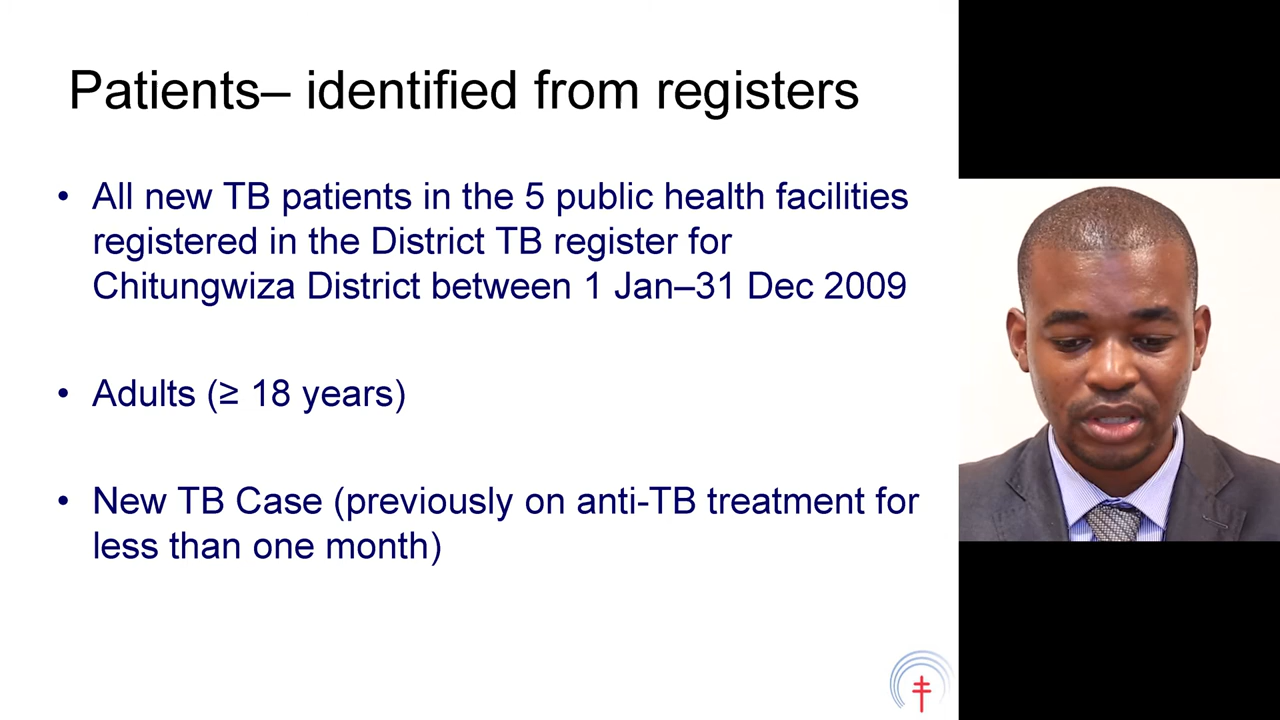 Patients– identified from registers
• All new TB patients in the 5 public health facilities
registered in the District TB register for
Chitungwiza District between 1 Jan–31 Dec 2009
• Adults (≥ 18 years)
• New TB Case (previously on anti-TB treatment for
less than one month)